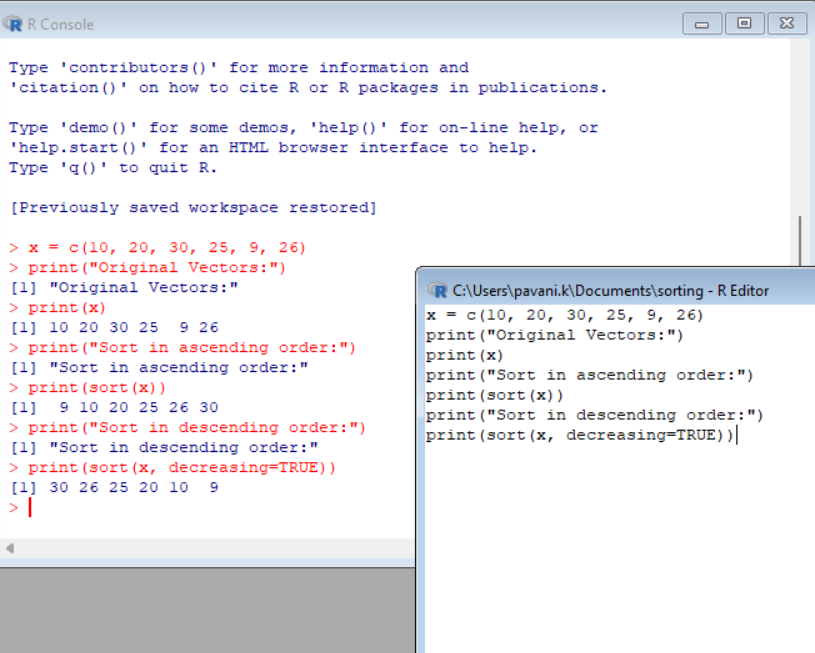 R Console
Type 'contributors()' for more information and
'citation()' on how to cite R or R packages in publications.
Type 'demo()' for some demos, 'help()' for on-line help, or
'help.start()' for an HTML browser interface to help.
Type 'q()' to quit R.
[Previously saved workspace restored]
> x = c(10, 20, 30, 25, 9, 26)
> print("Original Vectors:")
[1] "Original Vectors:"
> print(x)
[1] 10 20 30 25  9 26
> print("Sort in ascending order:")
[1] "Sort in ascending order:"
> print(sort(x))
[1]  9 10 20 25 26 30
> print("Sort in descending order:")
[1] "Sort in descending order:"
> print(sort(x, decreasing=TRUE))
[1] 30 26 25 20 10  9
>
C:\Users\pavani.k\Documents\sorting - R Editor
x = c(10, 20, 30, 25, 9, 26)
print("Original Vectors:")
print(x)
print("Sort in ascending order:")
print(sort(x))
print("Sort in descending order:")
print(sort(x, decreasing=TRUE))